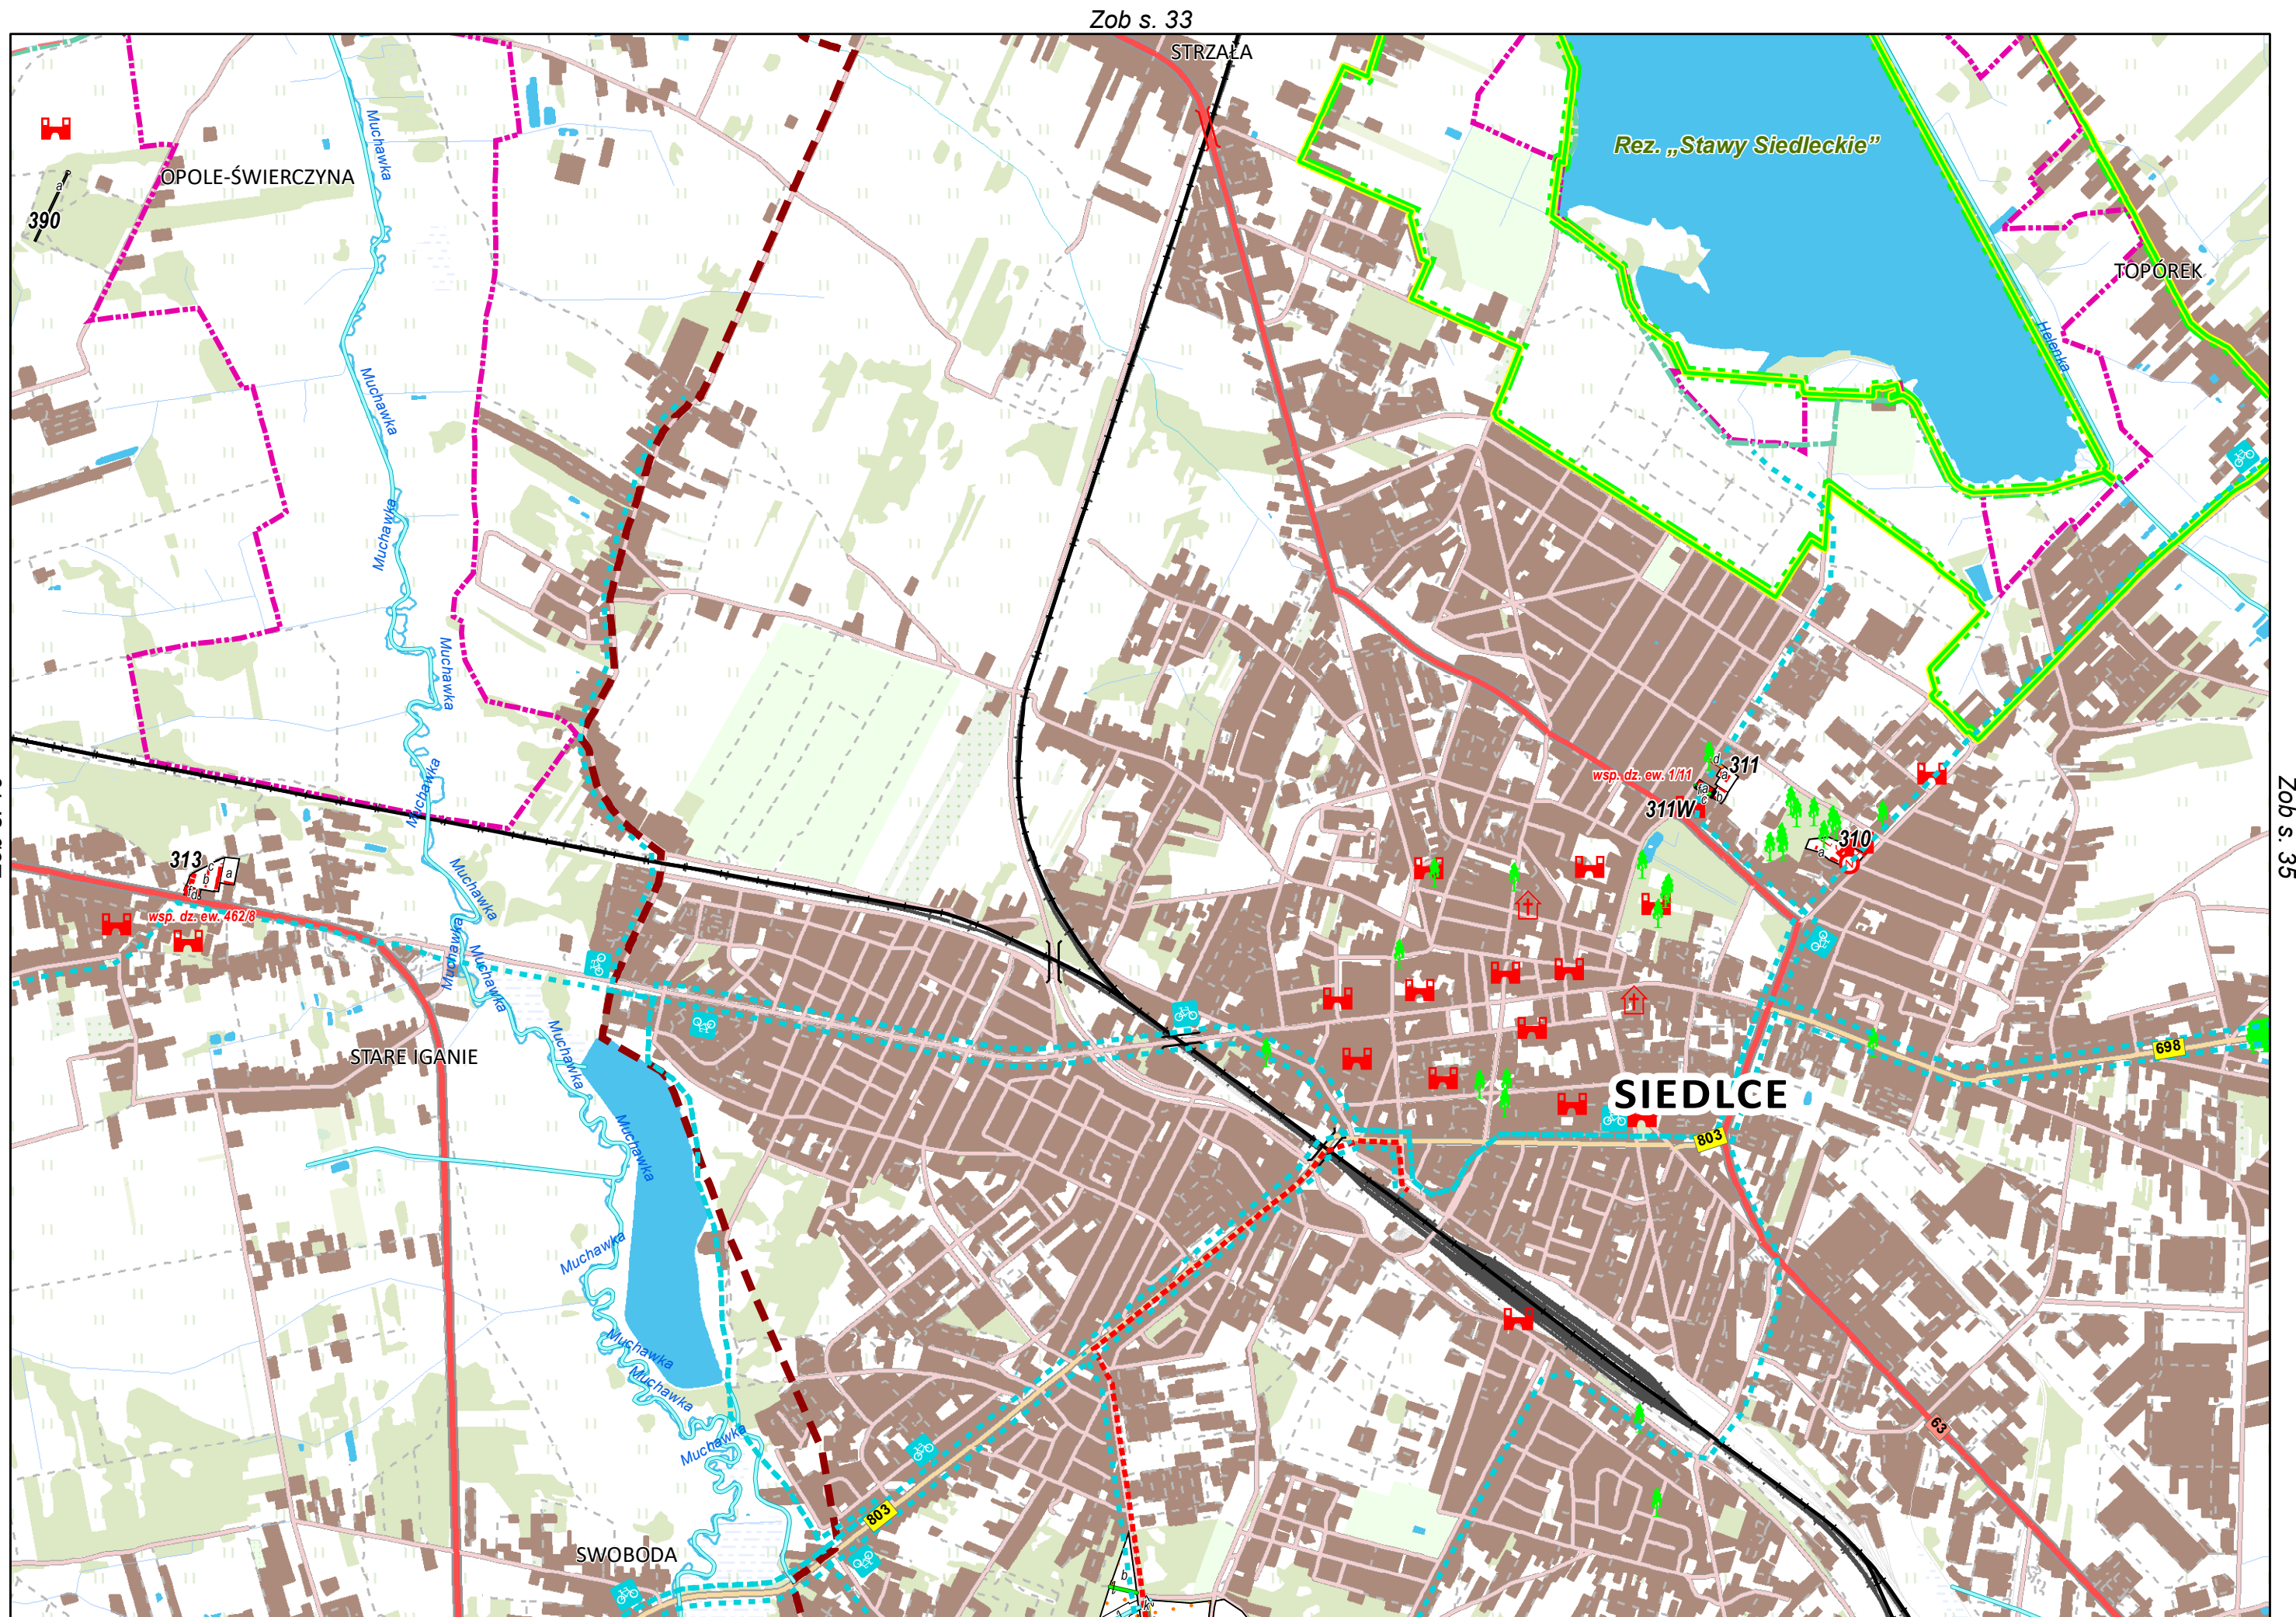 Zob s. 33
STRZAŁA
Rez. „Stawy Siedleckie”
Muchawka
OPOLE-ŚWIERCZYNA
a
390
TOPÓREK
Helenka
Muchawka
Muchawka
Muchawka
Muchawka
wsp. dz. ew. 1/11
d
311
a
a
c
b
311W
310
a
Zob s. 35
313
c
b
a
wsp. dz. ew. 462/8
Muchawka
Muchawka
Muchawka
Muchawka
STARE IGANIE
698
SIEDLCE
803
Muchawka
Muchawka
Muchawka
Muchawka
Muchawka
63
803
SWOBODA
b